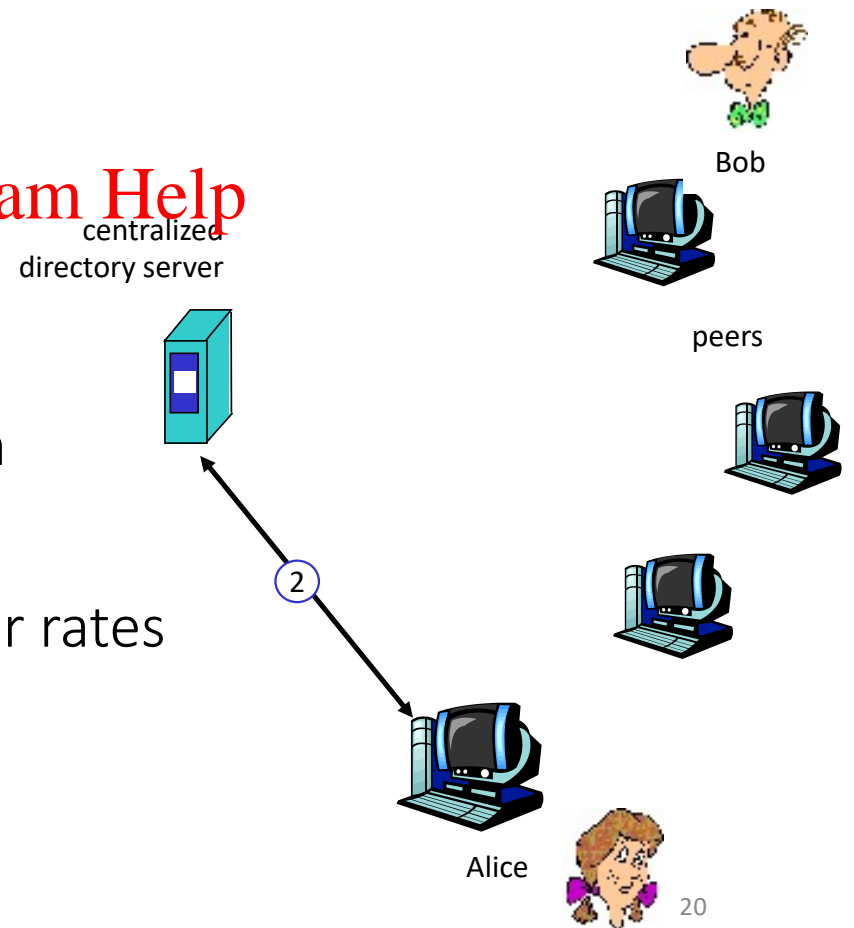 Bob
am Help
centralized
directory server
peers
2
r rates
Alice
20